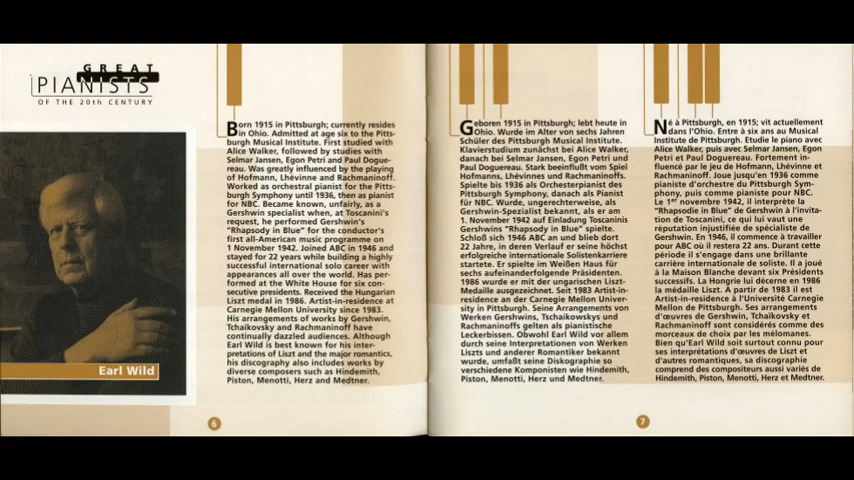 GREAT
PIANISTS
OF THE 20th CENTURY
Earl Wild
Born 1915 in Pittsburgh; currently resides
in Ohio. Admitted at age six to the Pitts-
burgh Music Institute. First studied with
Alice Walker, followed by studies with
Selmar Jansen, Egon Petri and Paul Dogue-
reau. Was greatly influenced by the playing
of Hofmann, Lhévinne and Rachmaninoff.
Worked as orchestral pianist for the Pitts-
burgh Symphony until 1936, then as pianist
for NBC. Became known, unfairly, as a
Gershwin specialist when, at Toscanini's
request, he performed Gershwin's
"Rhapsody in Blue" for the conductor's
first all-American music programme on
1 November 1942. Joined ABC in 1946 and
stayed for 22 years while building a highly
successful international solo career with
appearances all over the world. Has per-
formed at the White House for six con-
secutive presidents. Received the Hungarian
Liszt medal in 1986. Artist-in-residence at
Carnegie Mellon University since 1983.
His arrangements of works by Gershwin,
Tchaikovsky and Rachmaninoff have
continually dazzled audiences. Although
Earl Wild is best known for his inter-
pretations of Liszt and the major romantics,
his discography also includes works by
diverse composers such as Hindemith,
Piston, Menotti, Herz and Medtner.
6
Geboren 1915 in Pittsburgh; lebt heute in
Ohio. Wurde im Alter von sechs Jahren
Schüler des Pittsburgh Musical Institute.
Klavierstudium zunächst bei Alice Walker,
danach bei Selmar Jansen, Egon Petri und
Paul Doguereau. Stark beeinflußt vom Spiel
Hofmanns, Lhévinnes und Rachmaninoffs.
Spielte bis 1936 als Orchesterpianist des
Pittsburgh Symphony, danach als Pianist
für NBC. Wurde, ungerechterweise, als
Gershwin-Spezialist bekannt, als er am
1. November 1942 auf Einladung Toscaninis
Gershwins "Rhapsody in Blue" spielte.
Schloß sich 1946 ABC an und blieb dort
22 Jahre, in deren Verlauf er seine höchst
erfolgreiche internationale Solistenkarriere
startete. Er spielte im Weißen Haus für
sechs aufeinanderfolgende Präsidenten.
1986 wurde er mit der ungarischen Liszt-
Medaille ausgezeichnet. Seit 1983 Artist-in-
residence an der Carnegie Mellon Univer-
sity in Pittsburgh. Seine Arrangements von
Werken Gershwins, Tschaikowskys und
Rachmaninoffs gelten als pianistische
Leckerbissen. Obwohl Earl Wild vor allem
durch seine Interpretationen von Werken
Liszts und anderer Romantiker bekannt
wurde, umfaßt seine Diskographie so
verschiedene Komponisten wie Hindemith,
Piston, Menotti, Herz und Medtner.
Né à Pittsburgh, en 1915; vit actuellement
dans l'Ohio. Entre à six ans au Musical
Institute de Pittsburgh. Etudie le piano avec
Alice Walker, puis avec Selmar Jansen, Egon
Petri et Paul Doguereau. Fortement in-
fluencé par le jeu de Hofmann, Lhévinne et
Rachmaninoff. Joue jusqu'en 1936 comme
pianiste d'orchestre du Pittsburgh Sym-
phony, puis comme pianiste pour NBC.
Le 1er novembre 1942, il interprète la
"Rhapsodie in Blue" de Gershwin à l'invita-
tion de Toscanini, ce qui lui vaut une
réputation injustifiée de spécialiste de
Gershwin. En 1946, il commence à travailler
pour ABC où il restera 22 ans. Durant cette
période il s'engage dans une brillante
carrière internationale de soliste. Il a joué
à la Maison Blanche devant six Présidents
successifs. La Hongrie lui décerne en 1986
la médaille Liszt. A partir de 1983 il est
Artist-in-residence à l'Université Carnegie
Mellon de Pittsburgh. Ses arrangements
d'œuvres de Gershwin, Tchaikovsky et
Rachmaninoff sont considérés comme des
morceaux de choix par les mélomanes.
Bien qu'Earl Wild soit surtout connu pour
ses interprétations d'œuvres de Liszt et
d'autres romantiques, sa discographie
comprend des compositeurs aussi variés de
Hindemith, Piston, Menotti, Herz et Medtner.
7